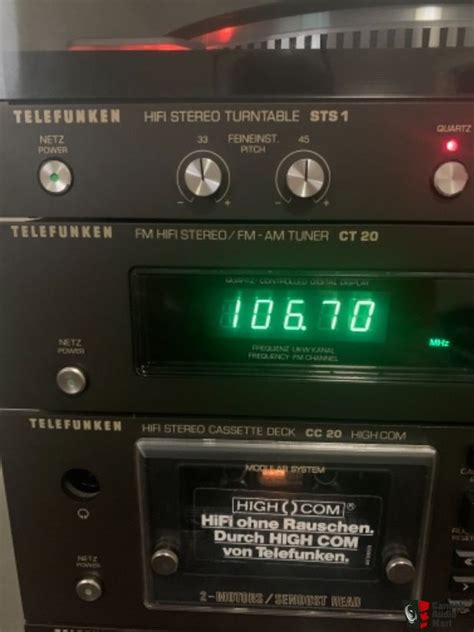 TELEFUNKEN HIFI STEREO TURNTABLE STS 1
NETZ
POWER
33 FEINEINST. 45
PITCH
QUARTZ
TELEFUNKEN FM HIFI STEREO/FM-AM TUNER CT 20
QUARTZ-CONTROLLED DIGITAL DISPLAY
106.70
MHz
NETZ
POWER
FREQUENZ-UKW KANAL
FREQUENCY-FM CHANNEL
TELEFUNKEN HIFI STEREO CASSETTE DECK CC 20 HIGH COM
MODULAR SYSTEM
HIGH COM®
HiFi ohne Rauschen.
Durch HIGH COM
von Telefunken.
NETZ
POWER
2-MOTORS/SENDUST HEAD
Audio
Mart
TELEFUNKEN